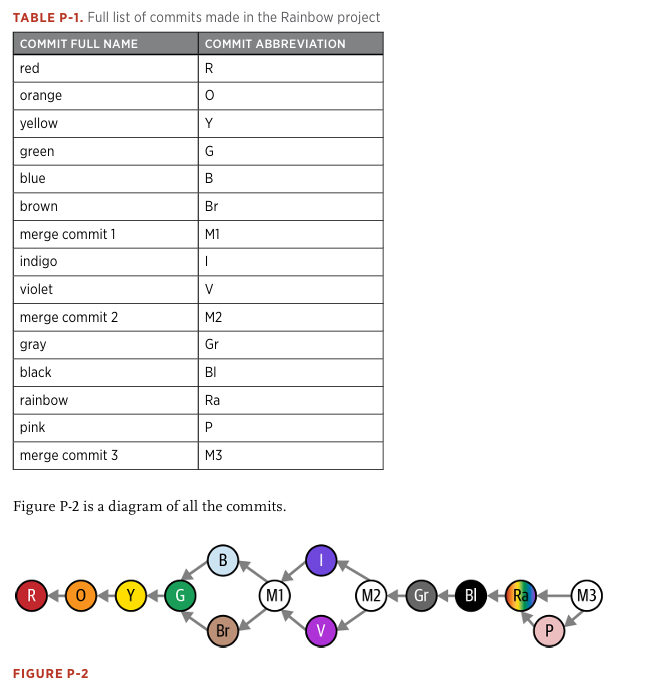 TABLE P-1. Full list of commits made in the Rainbow project
COMMIT FULL NAME COMMIT ABBREVIATION
red R
orange O
yellow Y
green G
blue B
brown Br
merge commit 1 M1
indigo I
violet V
merge commit 2 M2
gray Gr
black Bl
rainbow Ra
pink P
merge commit 3 M3
Figure P-2 is a diagram of all the commits.
B I
R O Y G M1 M2 Gr Bl Ra M3
Br V P
FIGURE P-2